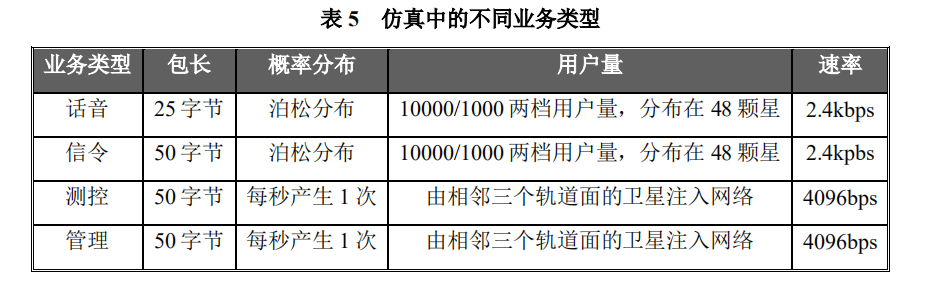 表 5 仿真中的不同业务类型
业务类型 包长 概率分布 用户量 速率
话音 25 字节 泊松分布 10000/1000 两档用户量，分布在 48 颗星 2.4kbps
信令 50 字节 泊松分布 10000/1000 两档用户量，分布在 48 颗星 2.4kpbs
测控 50 字节 每秒产生 1 次 由相邻三个轨道面的卫星注入网络 4096bps
管理 50 字节 每秒产生 1 次 由相邻三个轨道面的卫星注入网络 4096bps